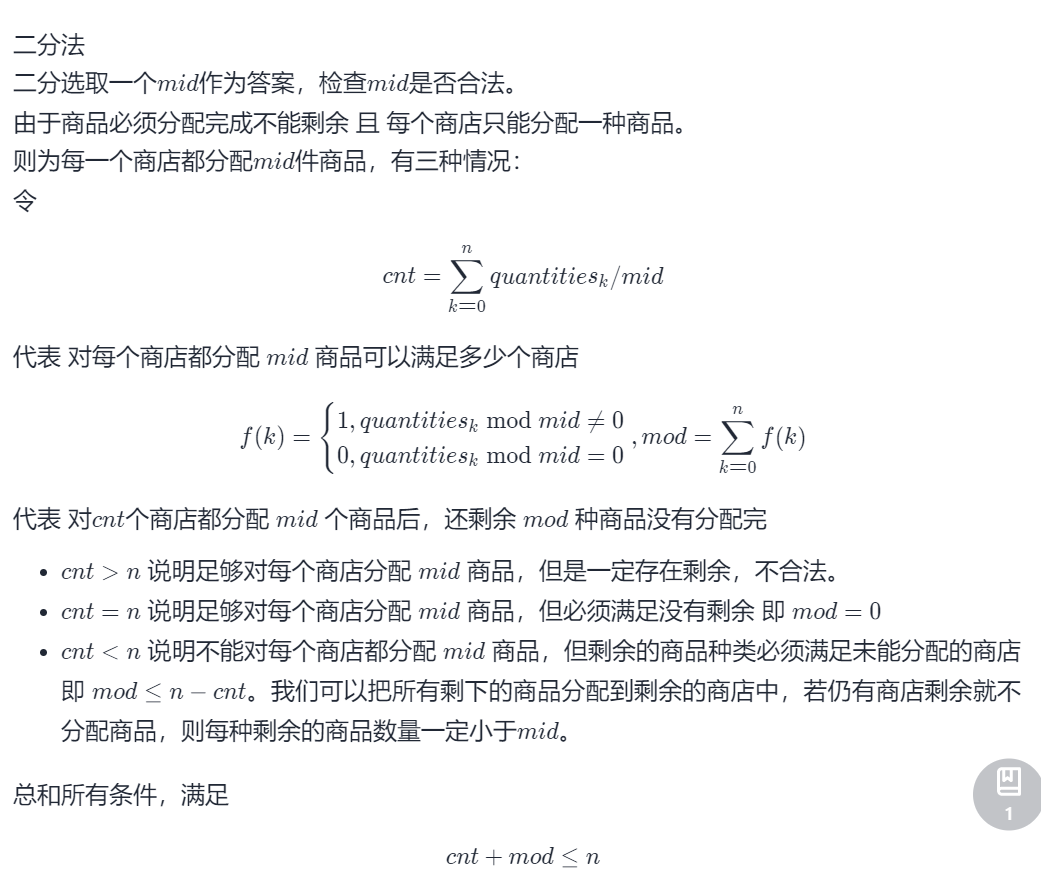 二分法
二分选取一个mid作为答案，检查mid是否合法。
由于商品必须分配完成不能剩余 且 每个商店只能分配一种商品。
则为每一个商店都分配mid件商品，有三种情况：
令
cnt = \sum_{k=0}^{n} quantities_k/mid
代表 对每个商店都分配 mid 商品可以满足多少个商店
f(k) = \begin{cases} 1, quantities_k \bmod mid \neq 0 \\ 0, quantities_k \bmod mid = 0 \end{cases}, mod = \sum_{k=0}^{n} f(k)
代表 对cnt个商店都分配 mid 个商品后，还剩余 mod 种商品没有分配完
• cnt > n 说明足够对每个商店分配 mid 商品，但是一定存在剩余，不合法。
• cnt = n 说明足够对每个商店分配 mid 商品，但必须满足没有剩余 即 mod = 0
• cnt < n 说明不能对每个商店都分配 mid 商品，但剩余的商品种类必须满足未能分配的商店
即 mod ≤ n − cnt。我们可以把所有剩下的商品分配到剩余的商店中，若仍有商店剩余就不
分配商品，则每种剩余的商品数量一定小于mid。
总和所有条件，满足
1
cnt + mod ≤ n